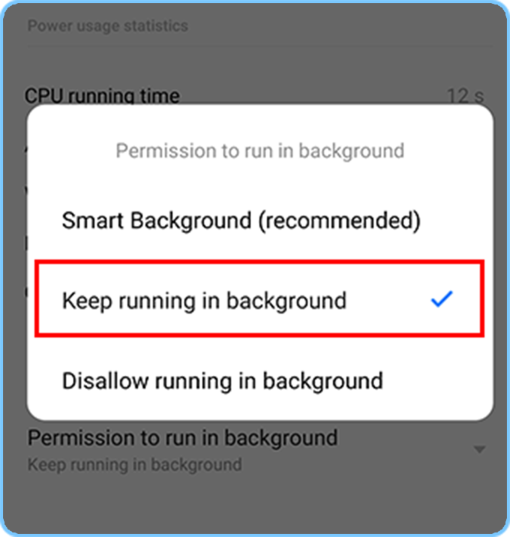 Power usage statistics
CPU running time
12 s
Permission to run in background
Smart Background (recommended)
Keep running in background
Disallow running in background
Permission to run in background
Keep running in background